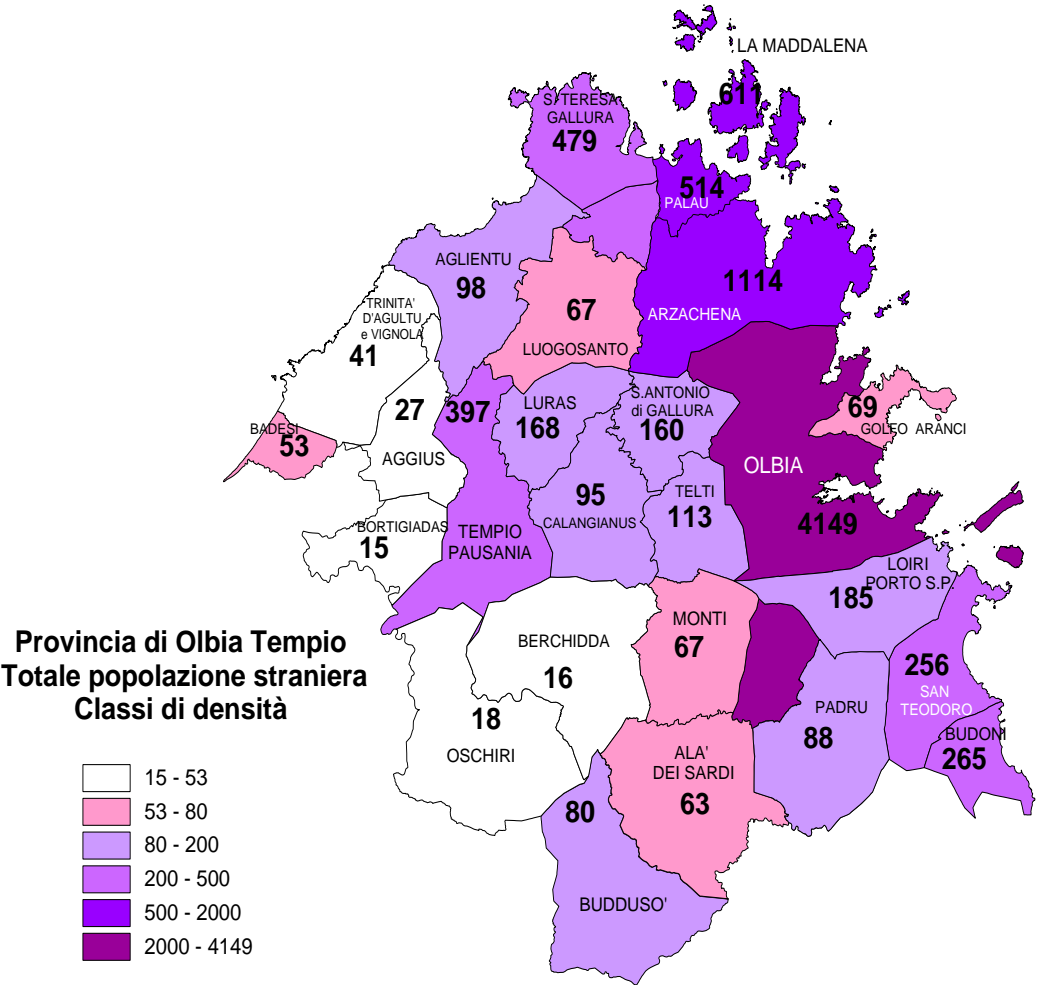 LA MADDALENA
611
S. TERESA
GALLURA
479
514
PALAU
AGLIENTU
98
1114
ARZACHENA
TRINITA'
D'AGULTU
e VIGNOLA
41
67
LUOGOSANTO
27
AGGIUS
397
LURAS
168
S.ANTONIO
di GALLURA
160
69
GOLFO ARANCI
BADESI
53
OLBIA
4149
95
CALANGIANUS
TELTI
113
BORTIGIADAS
15
TEMPIO
PAUSANIA
LOIRI
PORTO S.P.
185
BERCHIDDA
16
MONTI
67
256
SAN
TEODORO
PADRU
88
BUDONI
265
18
OSCHIRI
ALA'
DEI SARDI
63
80
BUDDUSO'
Provincia di Olbia Tempio
Totale popolazione straniera
Classi di densità
15 - 53
53 - 80
80 - 200
200 - 500
500 - 2000
2000 - 4149